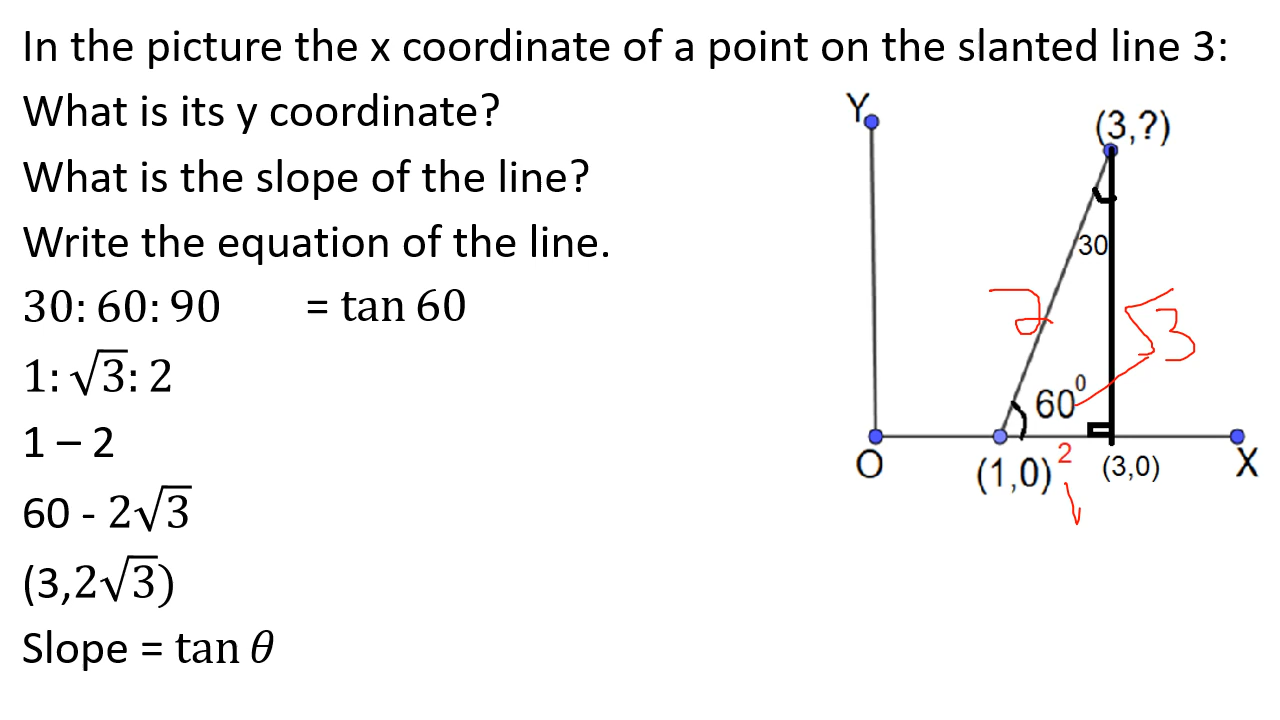 In the picture the x coordinate of a point on the slanted line 3:
What is its y coordinate?
What is the slope of the line?
Write the equation of the line.
30: 60: 90 = tan 60
1: √3: 2
1 – 2
60 - 2√3
(3,2√3)
Slope = tan θ
Y
(3,?)
30
2
√3
60⁰
O
(1,0)
2
(3,0)
X